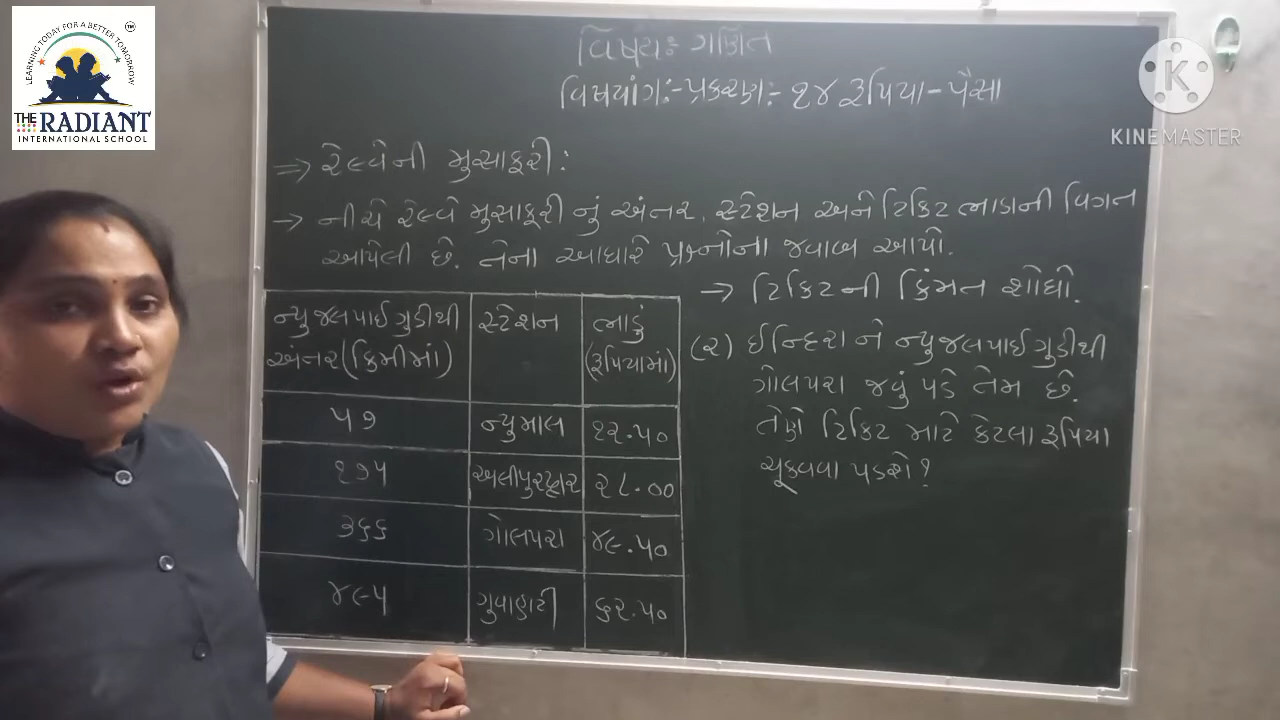 LEARNING TODAY FOR A BETTER TOMORROW
TM
THE RADIANT
INTERNATIONAL SCHOOL
KINEMASTER
વિષય:- ગણિત
વિષયાંગ:- પ્રકરણ:- ૧૪ રૂપિયા - પૈસા
⇒ રેલ્વેની મુસાફરી:
→ નીચે રેલ્વે મુસાફરી નું અંતર, સ્ટેશન અને ટિકિટ ભાડાની વિગત
આપેલી છે. તેના આધારે પ્રશ્નોના જવાબ આપો.
ન્યુજલપાઈગુડીથી અંતર(કિમીમાં) સ્ટેશન ભાડું (રૂપિયામાં)
૫૭ ન્યુમાલ ૧૨.૫૦
૧૭૫ અલીપુરદ્વાર ૨૮.૦૦
૩૬૬ ગોલપરા ૪૯.૫૦
૪૯૫ ગુવાહાટી ૬૨.૫૦
→ ટિકિટની કિંમત શોધો.
(૨) ઈન્દિરા ને ન્યુજલપાઈગુડીથી
ગોલપરા જવું પડે તેમ છે.
તેણે ટિકિટ માટે કેટલા રૂપિયા
ચૂકવવા પડશે?